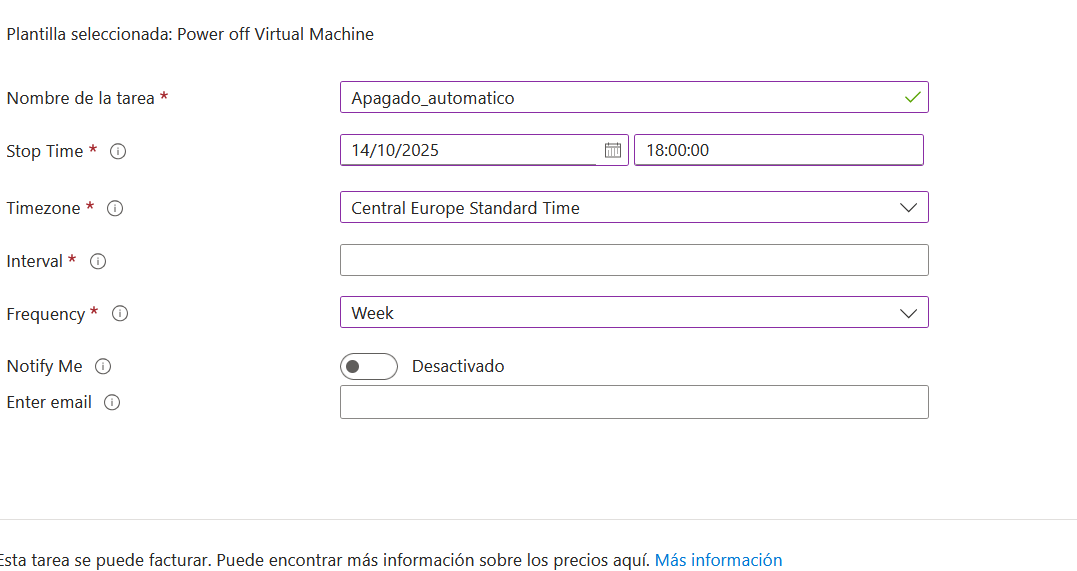 Plantilla seleccionada: Power off Virtual Machine
Nombre de la tarea * Apagado_automatico
Stop Time * 14/10/2025 18:00:00
Timezone * Central Europe Standard Time
Interval *
Frequency * Week
Notify Me Desactivado
Enter email
Esta tarea se puede facturar. Puede encontrar más información sobre los precios aquí. Más información